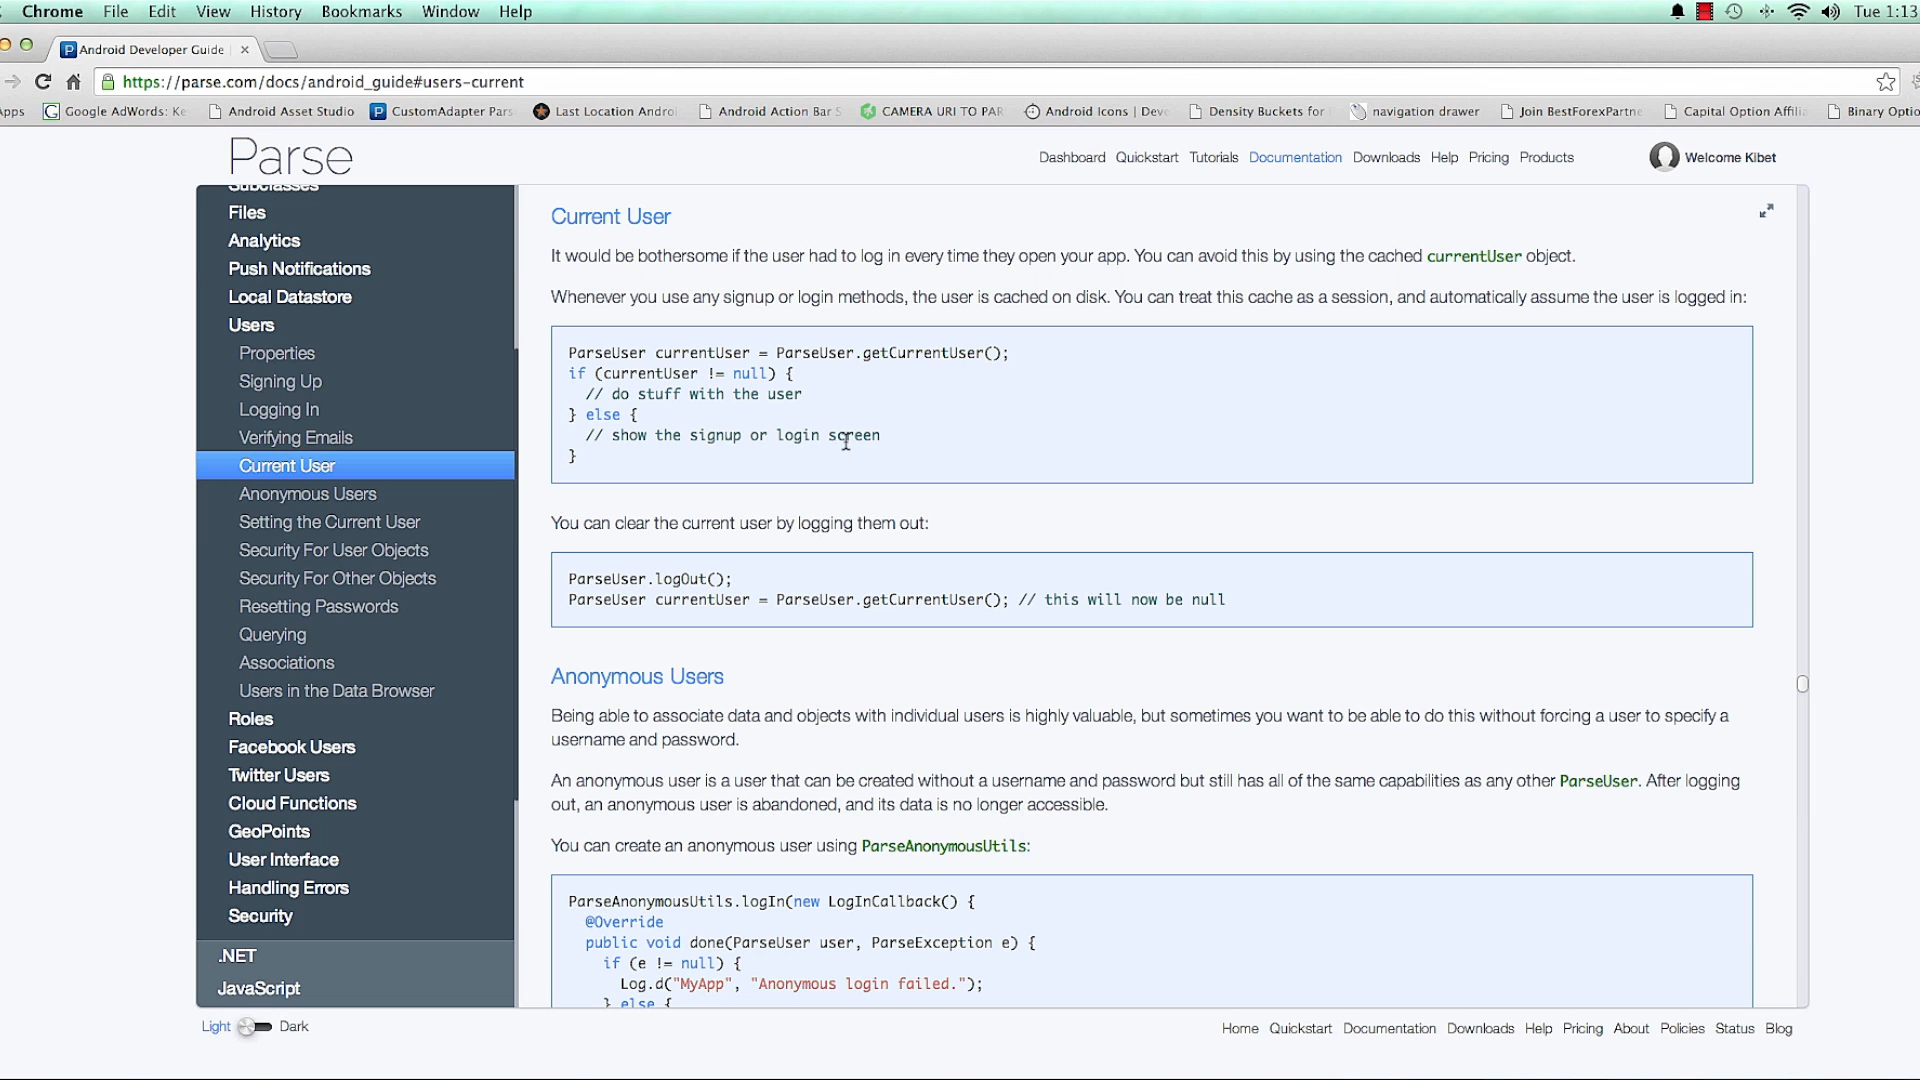 Chrome File Edit View History Bookmarks Window Help Tue 1:13
Android Developer Guide
https://parse.com/docs/android_guide#users-current
Apps Google AdWords: Ke Android Asset Studio CustomAdapter Pars Last Location Andro Android Action Bar S CAMERA URI TO PAR Android Icons | Deve Density Buckets for navigation drawer Join BestForexPartne Capital Option Affilia Binary Optio
Parse
Dashboard Quickstart Tutorials Documentation Downloads Help Pricing Products Welcome Kibet
Subclasses
Files
Analytics
Push Notifications
Local Datastore
Users
Properties
Signing Up
Logging In
Verifying Emails
Current User
Anonymous Users
Setting the Current User
Security For User Objects
Security For Other Objects
Resetting Passwords
Querying
Associations
Users in the Data Browser
Roles
Facebook Users
Twitter Users
Cloud Functions
GeoPoints
User Interface
Handling Errors
Security
.NET
JavaScript
Current User
It would be bothersome if the user had to log in every time they open your app. You can avoid this by using the cached currentUser object.
Whenever you use any signup or login methods, the user is cached on disk. You can treat this cache as a session, and automatically assume the user is logged in:
ParseUser currentUser = ParseUser.getCurrentUser();
if (currentUser != null) {
// do stuff with the user
} else {
// show the signup or login screen
}
You can clear the current user by logging them out:
ParseUser.logOut();
ParseUser currentUser = ParseUser.getCurrentUser(); // this will now be null
Anonymous Users
Being able to associate data and objects with individual users is highly valuable, but sometimes you want to be able to do this without forcing a user to specify a
username and password.
An anonymous user is a user that can be created without a username and password but still has all of the same capabilities as any other ParseUser. After logging
out, an anonymous user is abandoned, and its data is no longer accessible.
You can create an anonymous user using ParseAnonymousUtils:
ParseAnonymousUtils.logIn(new LogInCallback() {
@Override
public void done(ParseUser user, ParseException e) {
if (e != null) {
Log.d("MyApp", "Anonymous login failed.");
} else {
Light Dark
Home Quickstart Documentation Downloads Help Pricing About Policies Status Blog